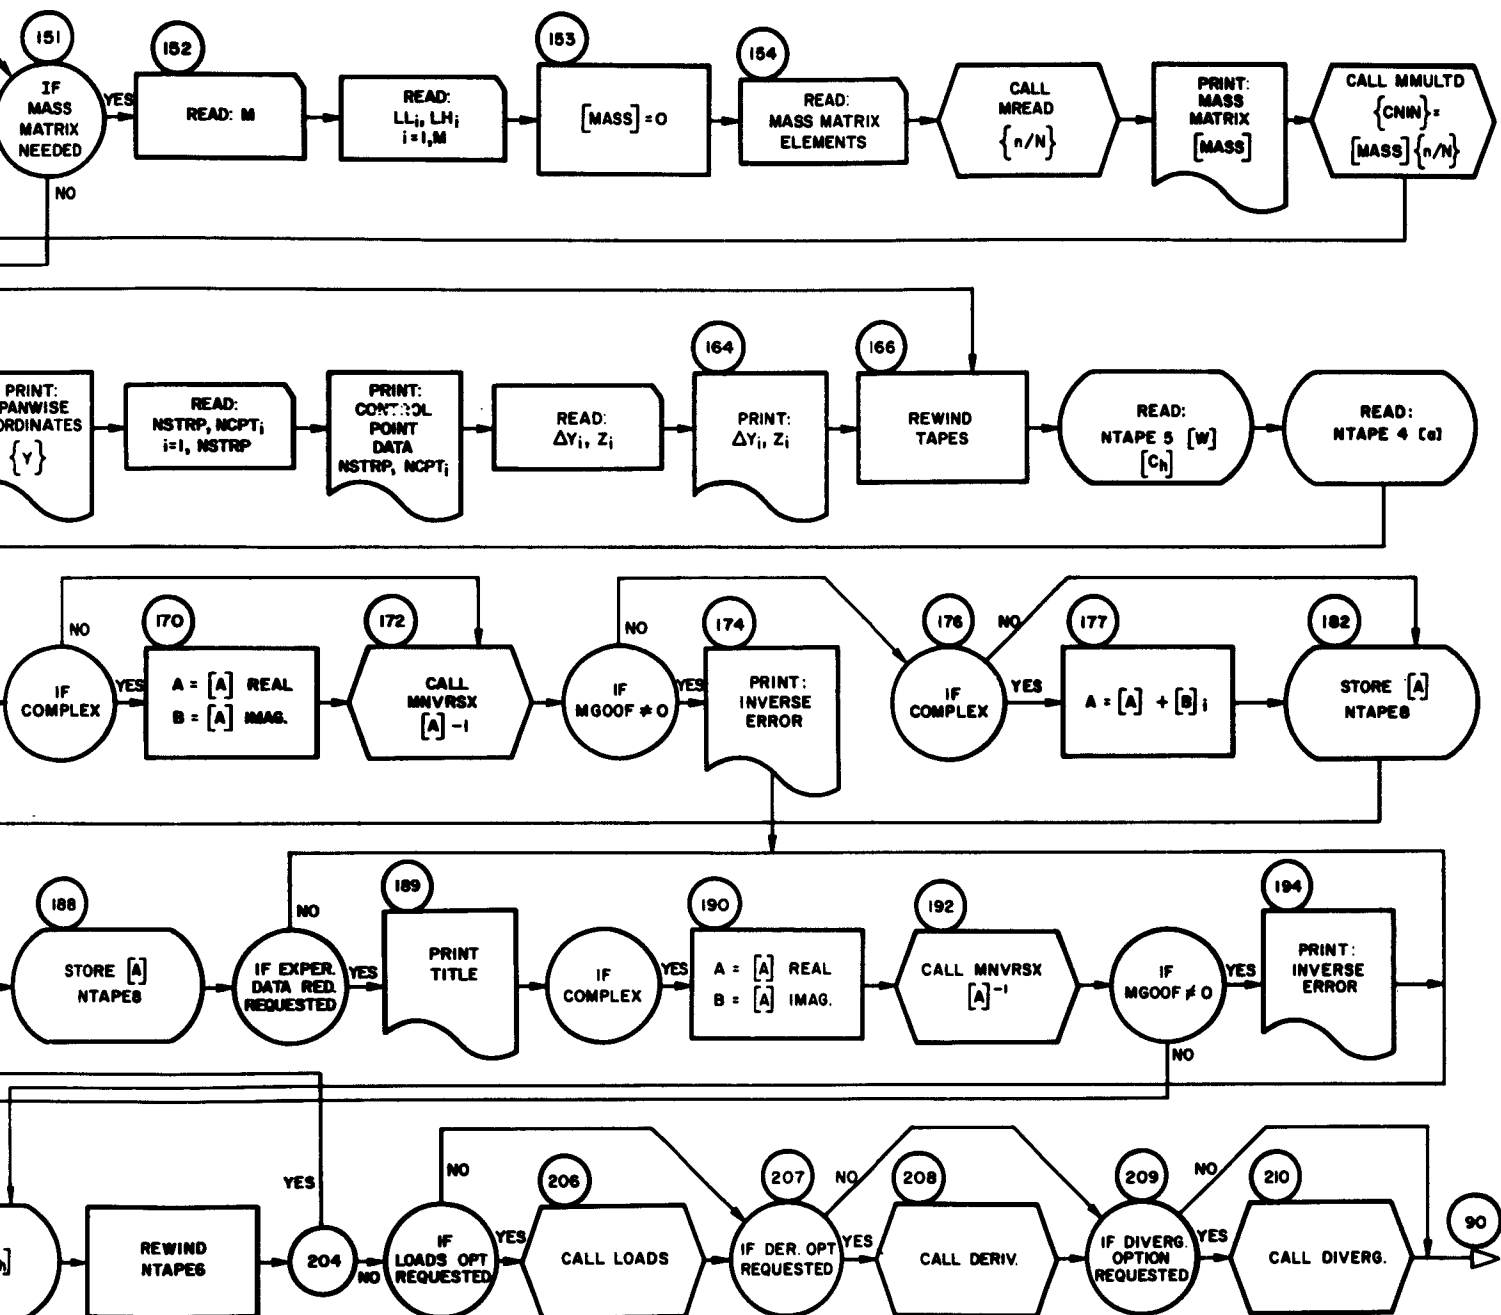 151
IF
MASS
MATRIX
NEEDED
YES
NO
152
READ: M
READ:
LLi, LHi
i=1,M
153
[MASS]=0
154
READ:
MASS MATRIX
ELEMENTS
CALL
MREAD
{n/N}
PRINT:
MASS
MATRIX
[MASS]
CALL MMULTD
{CNIN}=
[MASS]{n/N}
PRINT:
PANWISE
ORDINATES
{Y}
READ:
NSTRP, NCPTi
i=1, NSTRP
PRINT:
CONTROL
POINT
DATA
NSTRP, NCPTi
READ:
ΔYi, Zi
164
PRINT:
ΔYi, Zi
166
REWIND
TAPES
READ:
NTAPE 5 [W]
[Ch]
READ:
NTAPE 4 [a]
IF
COMPLEX
NO
YES
170
A = [A] REAL
B = [A] IMAG.
172
CALL
MNVRSX
[A]-1
IF
MGOOF ≠ 0
NO
YES
174
PRINT:
INVERSE
ERROR
176
IF
COMPLEX
NO
YES
177
A = [A] + [B]i
182
STORE [A]
NTAPE8
188
STORE [A]
NTAPE8
IF EXPER.
DATA RED.
REQUESTED
NO
YES
189
PRINT
TITLE
IF
COMPLEX
YES
190
A = [A] REAL
B = [A] IMAG.
192
CALL MNVRSX
[A]-1
IF
MGOOF ≠ 0
YES
NO
194
PRINT:
INVERSE
ERROR
h]
REWIND
NTAPE6
204
YES
NO
IF
LOADS OPT
REQUESTED
NO
YES
206
CALL LOADS
207
IF DER. OPT
REQUESTED
NO
YES
208
CALL DERIV.
209
IF DIVERG.
OPTION
REQUESTED
NO
YES
210
CALL DIVERG.
90